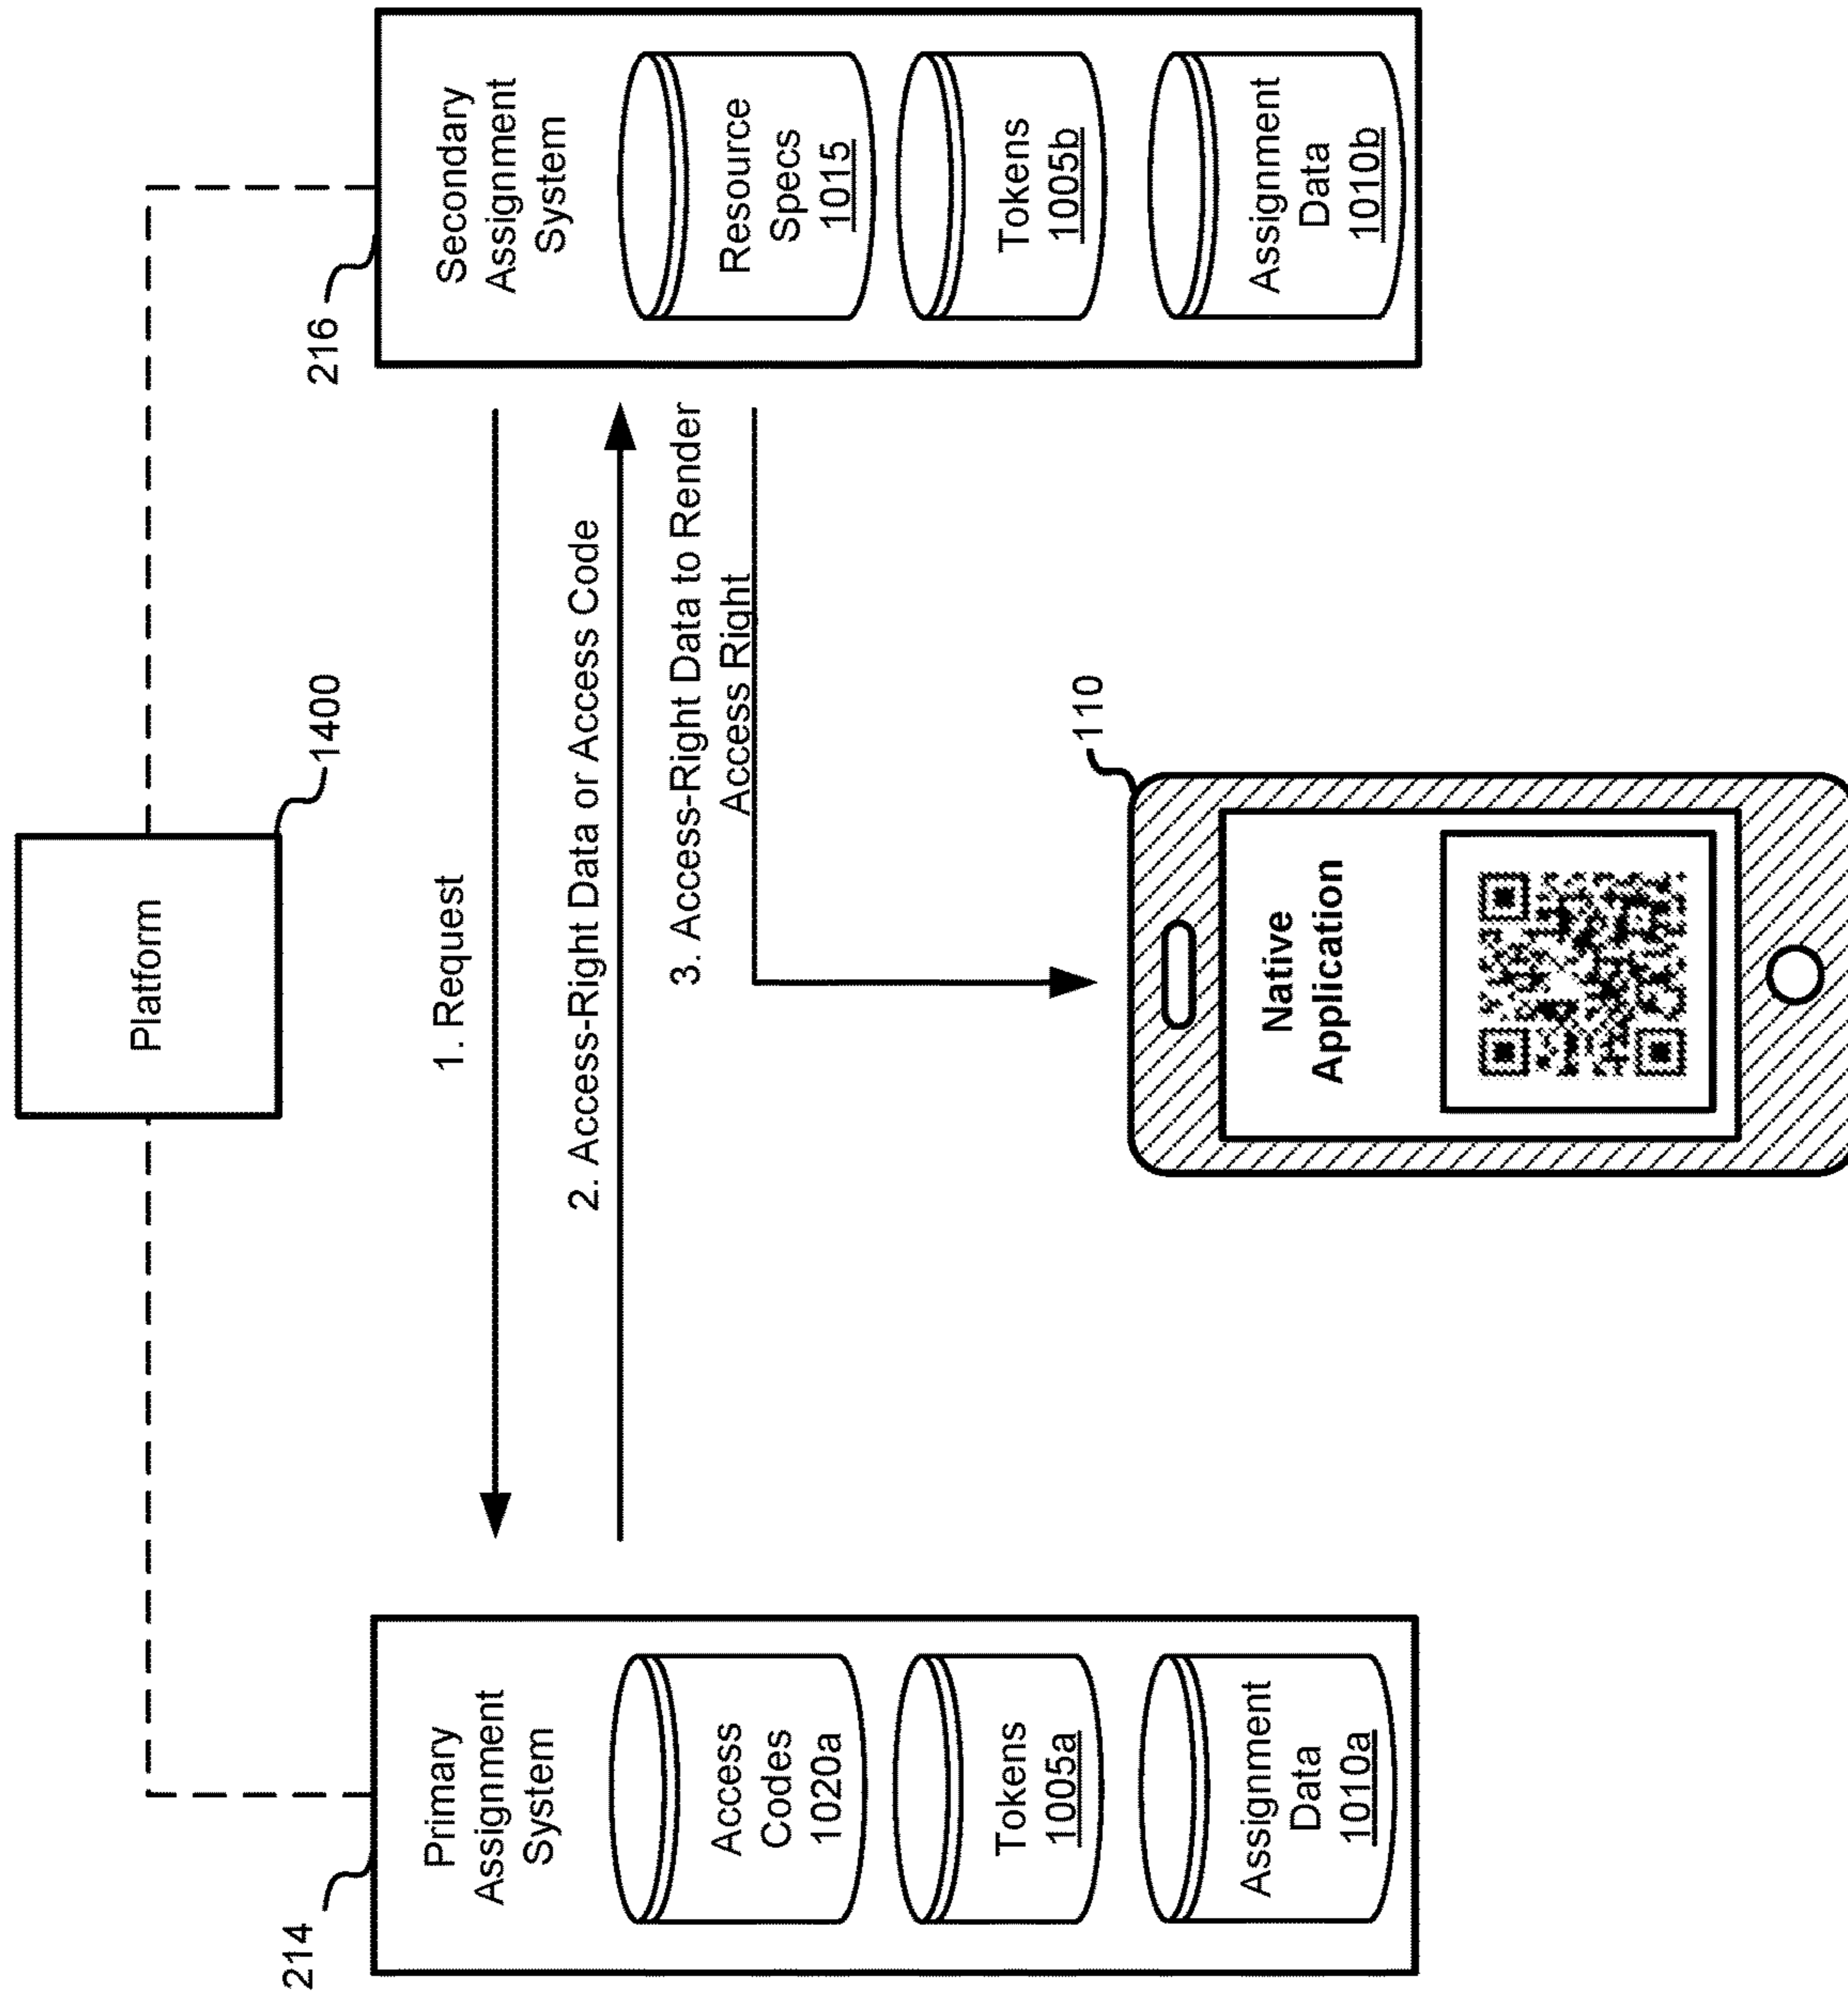 Platform
1400
214
Primary
Assignment
System
Access
Codes
1020a
Tokens
1005a
Assignment
Data
1010a
1. Request
2. Access-Right Data or Access Code
3. Access-Right Data to Render
Access Right
216
Secondary
Assignment
System
Resource
Specs
1015
Tokens
1005b
Assignment
Data
1010b
110
Native
Application